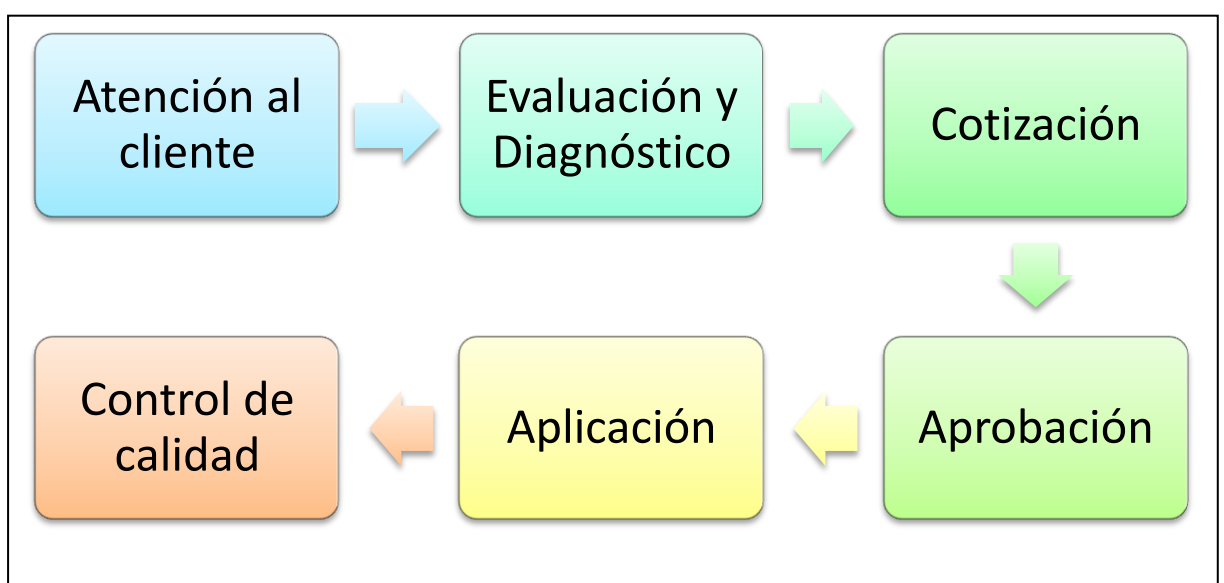 Atención al
cliente
Evaluación y
Diagnóstico
Cotización
Aprobación
Aplicación
Control de
calidad